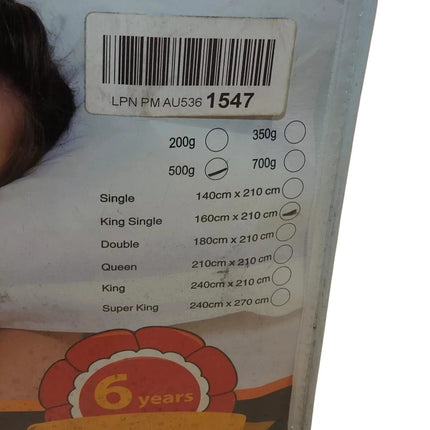 LPN PM AU536 1547
200g 350g
500g 700g
Single 140cm x 210 cm
King Single 160cm x 210 cm
Double 180cm x 210 cm
Queen 210cm x 210 cm
King 240cm x 210 cm
Super King 240cm x 270 cm
6 years